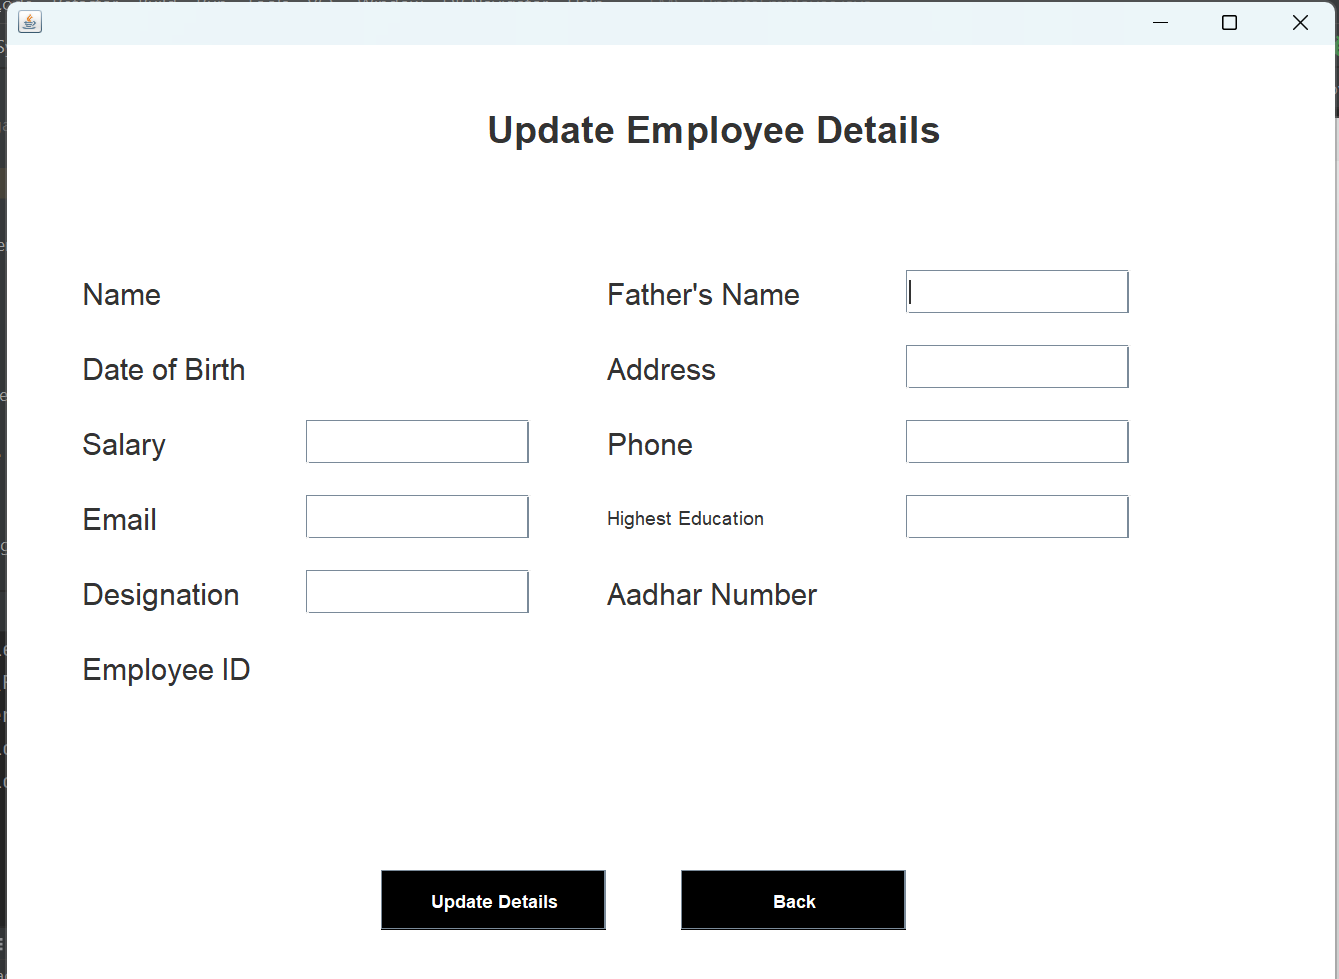 Update Employee Details
Name
Father's Name
Date of Birth
Address
Salary
Phone
Email
Highest Education
Designation
Aadhar Number
Employee ID
Update Details
Back